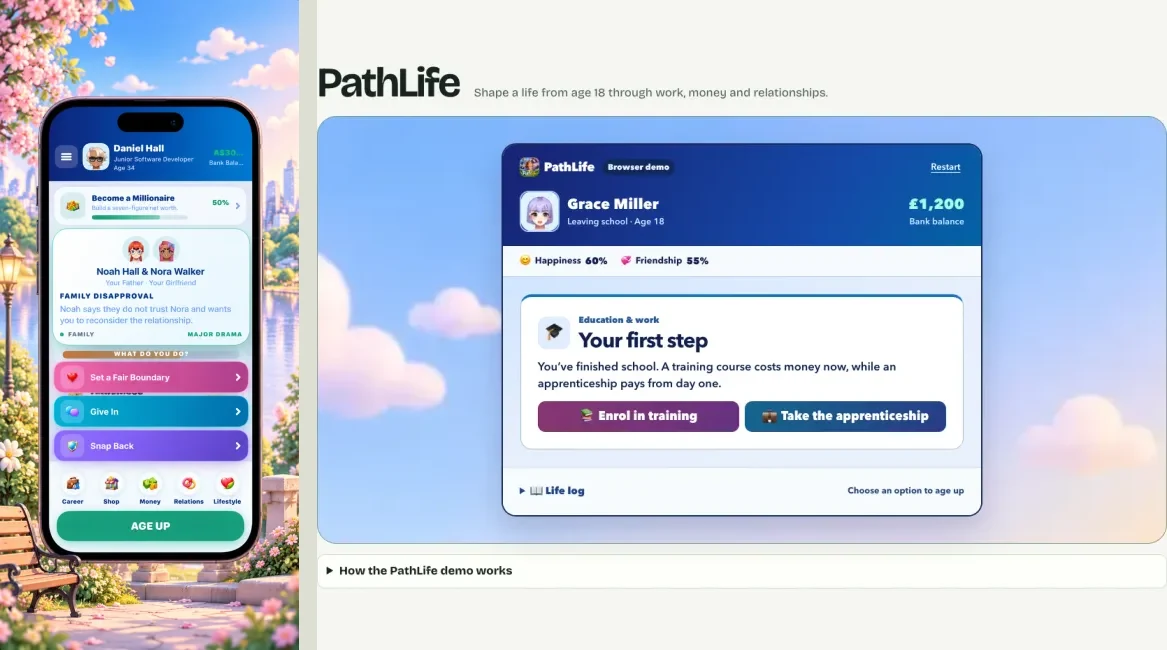 Daniel Hall
Junior Software Developer
Age 34
Bank Bala...
Become a Millionaire
Build a seven-figure net worth.
50%
Noah Hall & Nora Walker
Your Father · Your Girlfriend
FAMILY DISAPPROVAL
Noah says they do not trust Nora and wants
you to reconsider the relationship.
FAMILY
MAJOR DRAMA
WHAT DO YOU DO?
Set a Fair Boundary
Give In
Snap Back
Career
Shop
Money
Relations
Lifestyle
AGE UP
PathLife
Shape a life from age 18 through work, money and relationships.
PathLife
Browser demo
Restart
Grace Miller
Leaving school · Age 18
£1,200
Bank balance
Happiness 60%
Friendship 55%
Education & work
Your first step
You’ve finished school. A training course costs money now, while an
apprenticeship pays from day one.
Enrol in training
Take the apprenticeship
Life log
Choose an option to age up
How the PathLife demo works